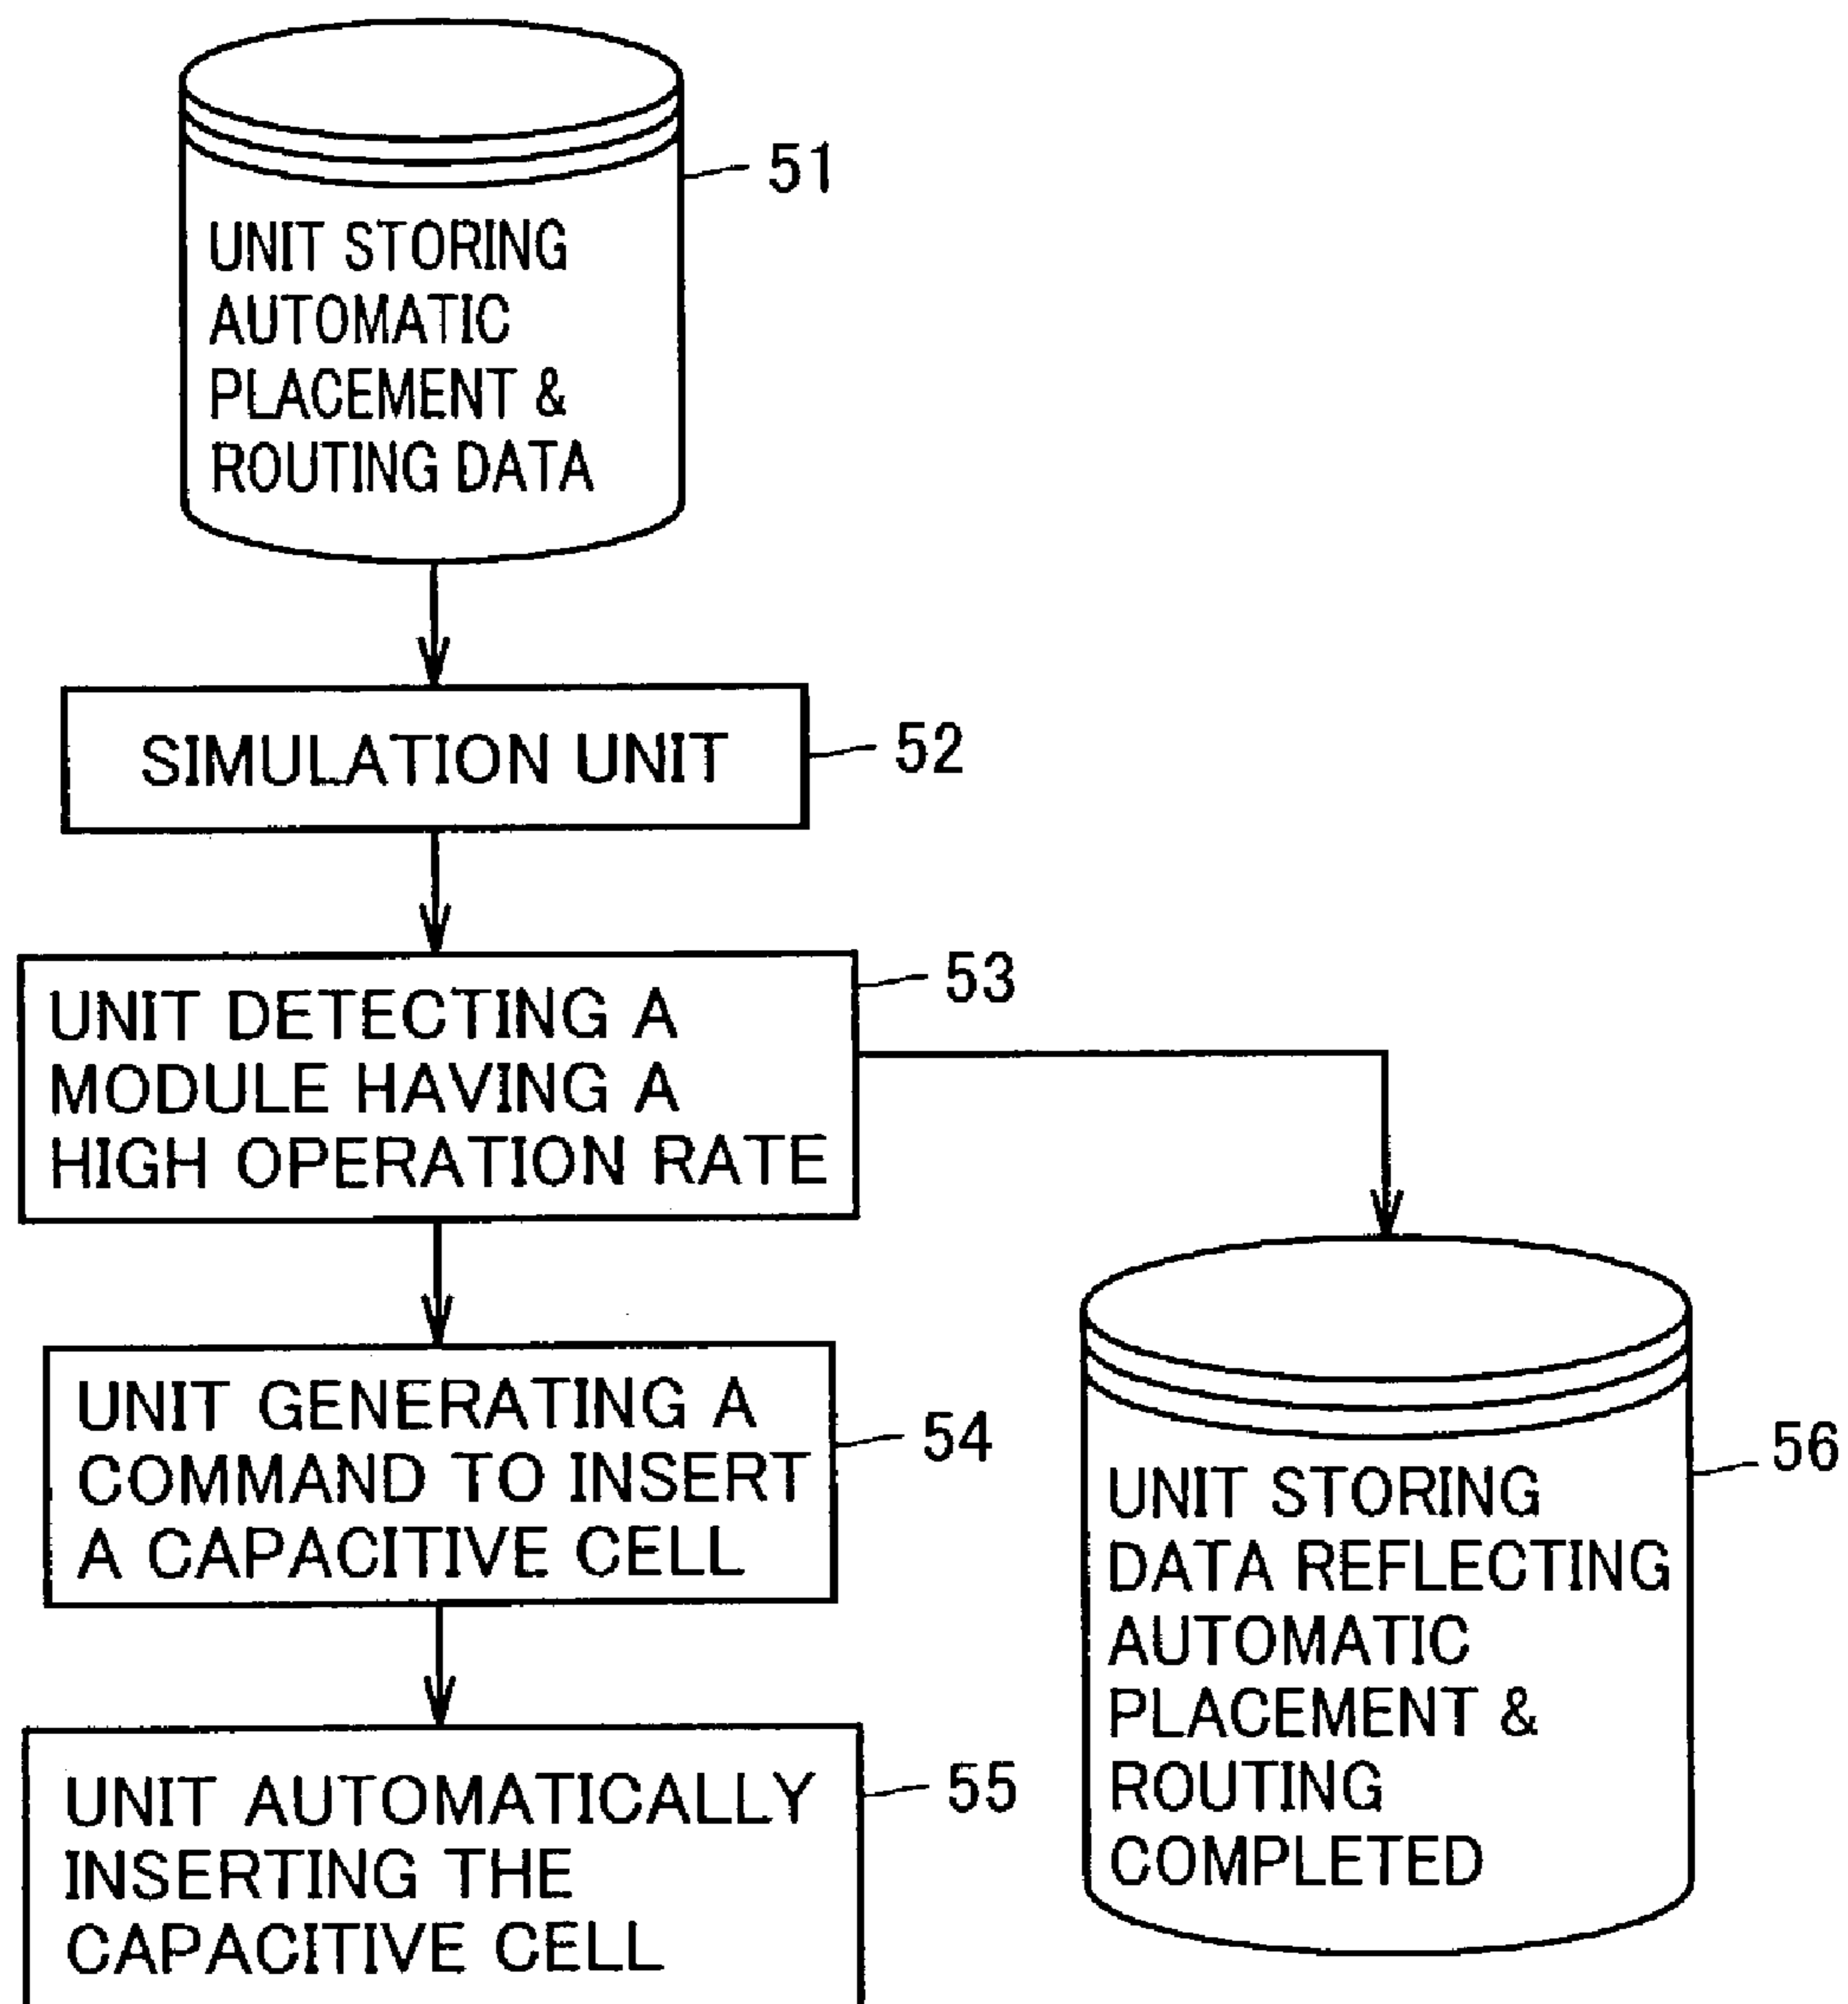 51
UNIT STORING
AUTOMATIC
PLACEMENT &
ROUTING DATA
SIMULATION UNIT
52
53
UNIT DETECTING A
MODULE HAVING A
HIGH OPERATION RATE
UNIT GENERATING A
COMMAND TO INSERT
A CAPACITIVE CELL
54
56
UNIT STORING
DATA REFLECTING
AUTOMATIC
PLACEMENT &
ROUTING
COMPLETED
55
UNIT AUTOMATICALLY
INSERTING THE
CAPACITIVE CELL